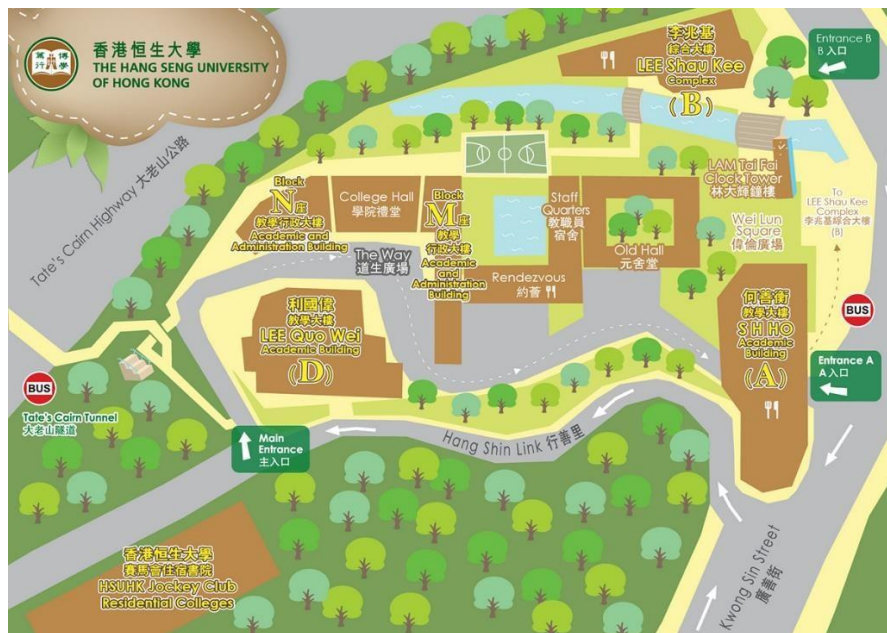 萬 博
行 學
香港恒生大學
THE HANG SENG UNIVERSITY
OF HONG KONG
Tate's Cairn Highway 大老山公路
李兆基
綜合大樓
LEE Shau Kee
Complex
(B)
Entrance B
B 入口
Block
N座
教學行政大樓
Academic and
Administration Building
College Hall
學院禮堂
Block
M座
教學
行政大樓
Academic
and
Administration
Building
The Way
道生廣場
Staff
Quarters
教職員
宿舍
Old Hall
元舍堂
Rendezvous
約薈
LAM Tai Fai
Clock Tower
林大輝鐘樓
Wei Lun
Square
偉倫廣場
To
LEE Shau Kee
Complex
李兆基綜合大樓
(B)
利國偉
教學大樓
LEE Quo Wei
Academic Building
(D)
何善衡
教學大樓
S H HO
Academic
Building
(A)
BUS
Entrance A
A 入口
BUS
Tate's Cairn Tunnel
大老山隧道
Main
Entrance
主入口
Hang Shin Link 行善里
Kwong Sin Street
廣善街
香港恒生大學
賽馬會住宿書院
HSUHK Jockey Club
Residential Colleges